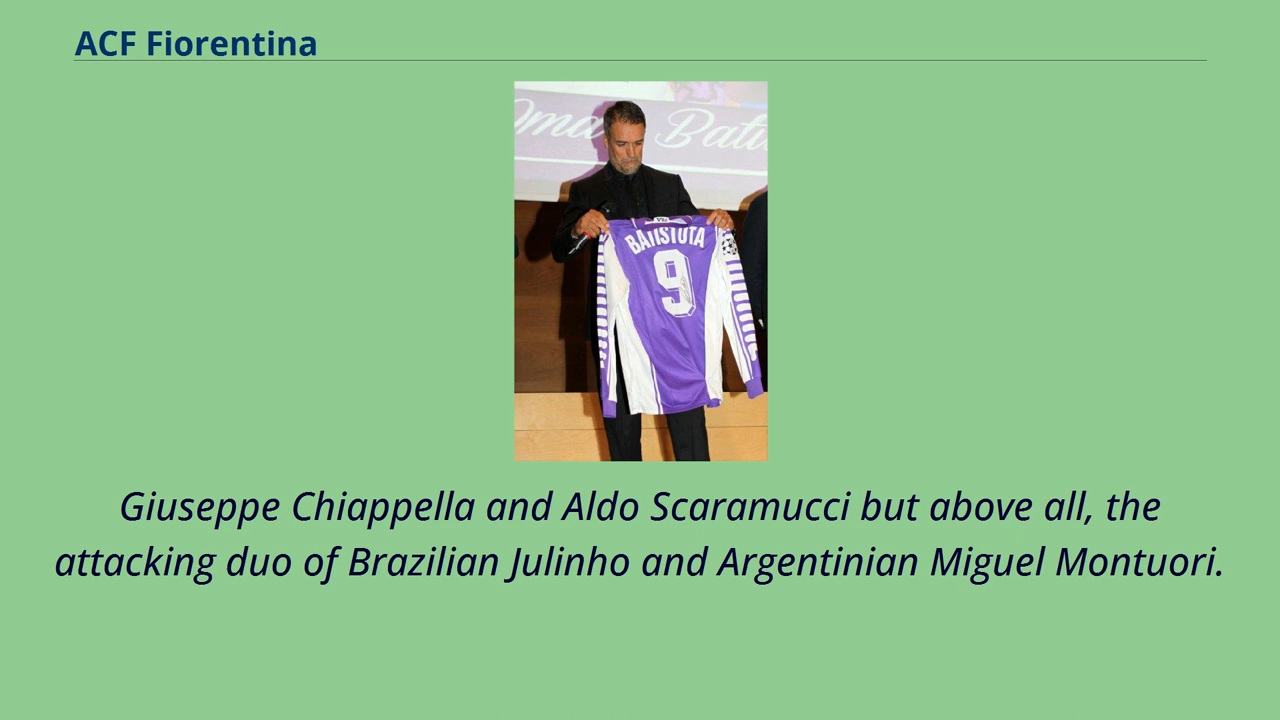 ACF Fiorentina
Batis
BATISTUTA
9
Giuseppe Chiappella and Aldo Scaramucci but above all, the
attacking duo of Brazilian Julinho and Argentinian Miguel Montuori.